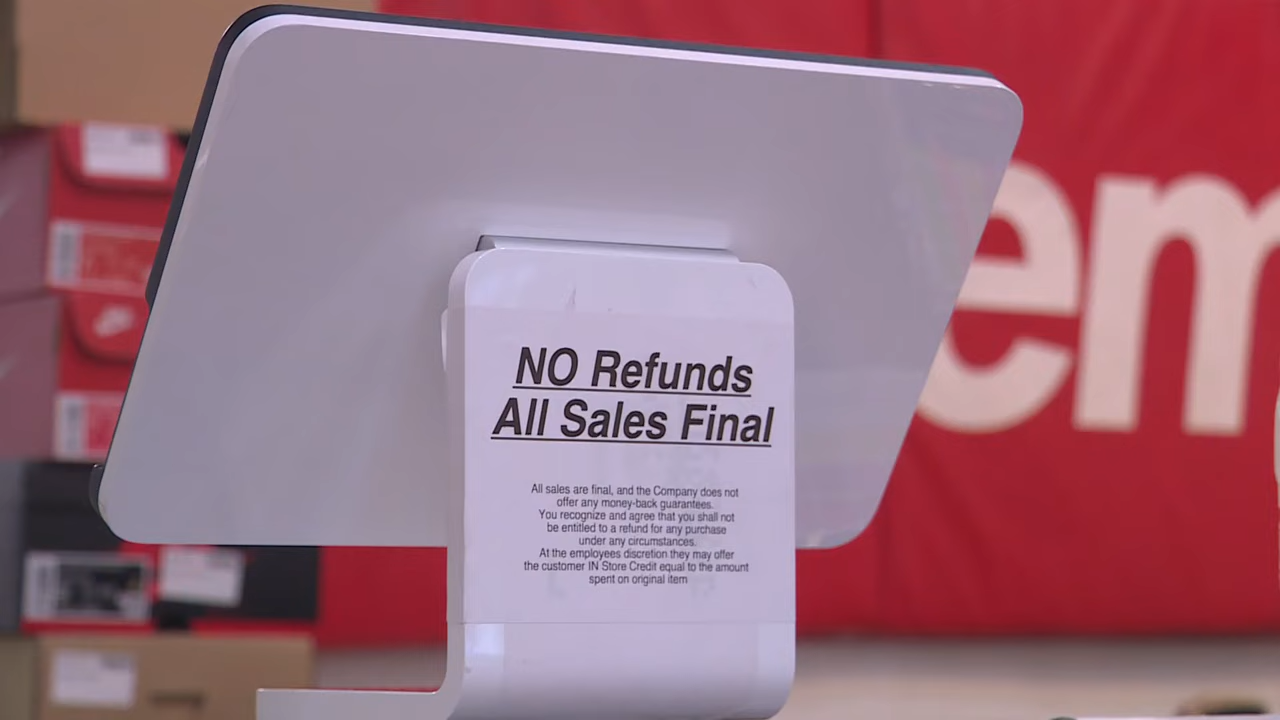 NO Refunds
All Sales Final
All sales are final, and the Company does not
offer any money-back guarantees.
You recognize and agree that you shall not
be entitled to a refund for any purchase
under any circumstances.
At the employees discretion they may offer
the customer IN Store Credit equal to the amount
spent on original item
em